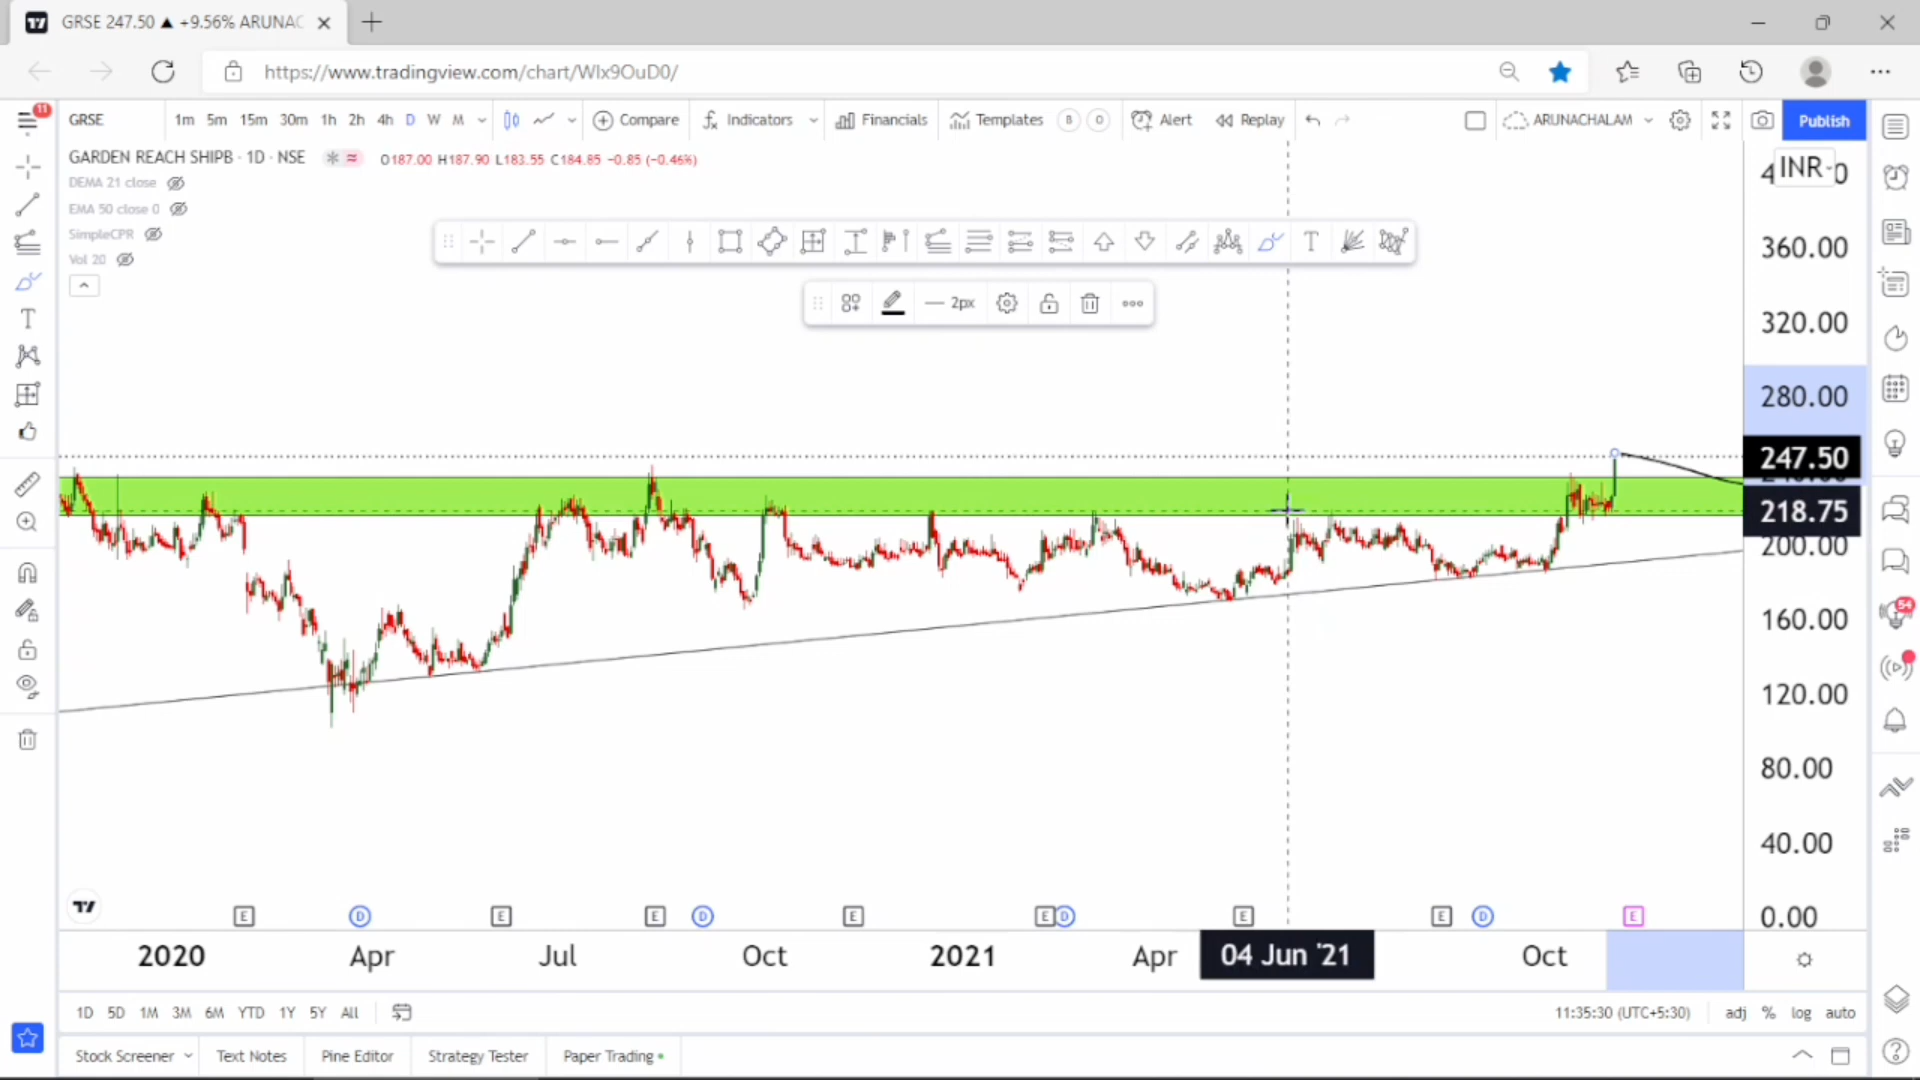 GRSE 247.50 ▲ +9.56% ARUNAC
https://www.tradingview.com/chart/WIx9OuD0/
11
GRSE 1m 5m 15m 30m 1h 2h 4h D W M Compare Indicators Financials Templates B O Alert Replay ARUNACHALAM Publish
GARDEN REACH SHIPB · 1D · NSE O187.00 H187.90 L183.55 C184.85 -0.85 (-0.46%)
DEMA 21 close
EMA 50 close 0
SimpleCPR
Vol 20
T
2px
INR
360.00
320.00
280.00
247.50
218.75
200.00
160.00
120.00
80.00
40.00
0.00
54
T
E D E E D E E D E E D E
2020 Apr Jul Oct 2021 Apr 04 Jun '21 Oct
1D 5D 1M 3M 6M YTD 1Y 5Y All 11:35:30 (UTC+5:30) adj % log auto
Stock Screener Text Notes Pine Editor Strategy Tester Paper Trading